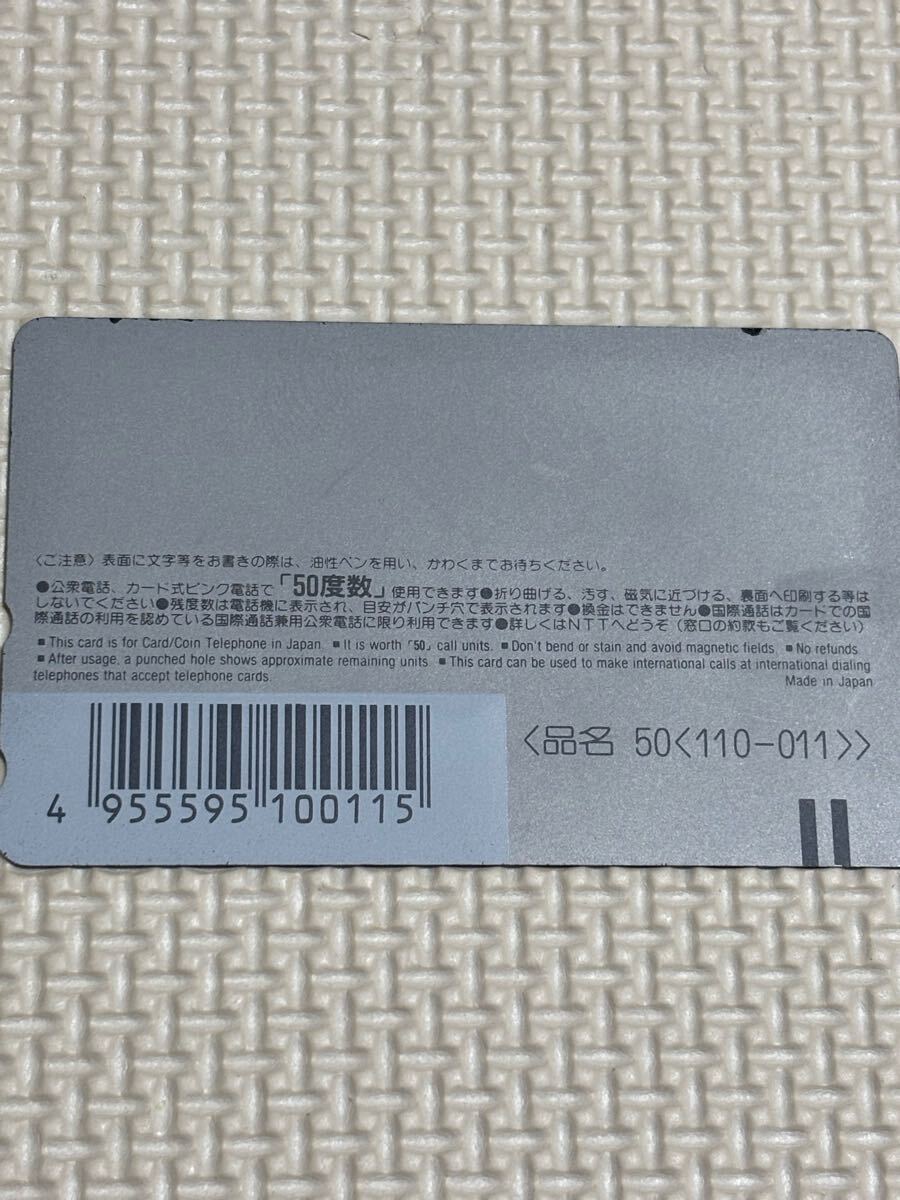 〈ご注意〉表面に文字等をお書きの際は、油性ペンを用い、かわくまでお待ちください。
●公衆電話、カード式ピンク電話で「50度数」使用できます●折り曲げる、汚す、磁気に近づける、裏面へ印刷する等は
しないでください●残度数は電話機に表示され、目安がパンチ穴で表示されます●換金はできません●国際通話はカードでの国
際通話の利用を認めている国際通話兼用公衆電話に限り利用できます●詳しくはNTTへどうぞ(窓口の約款もご覧ください)
■ This card is for Card/Coin Telephone in Japan. ■ It is worth「50」call units. ■ Don't bend or stain and avoid magnetic fields. ■ No refunds.
■ After usage, a punched hole shows approximate remaining units. ■ This card can be used to make international calls at international dialing
telephones that accept telephone cards.
Made in Japan
〈品名 50〈110-011〉〉
4 955595 100115